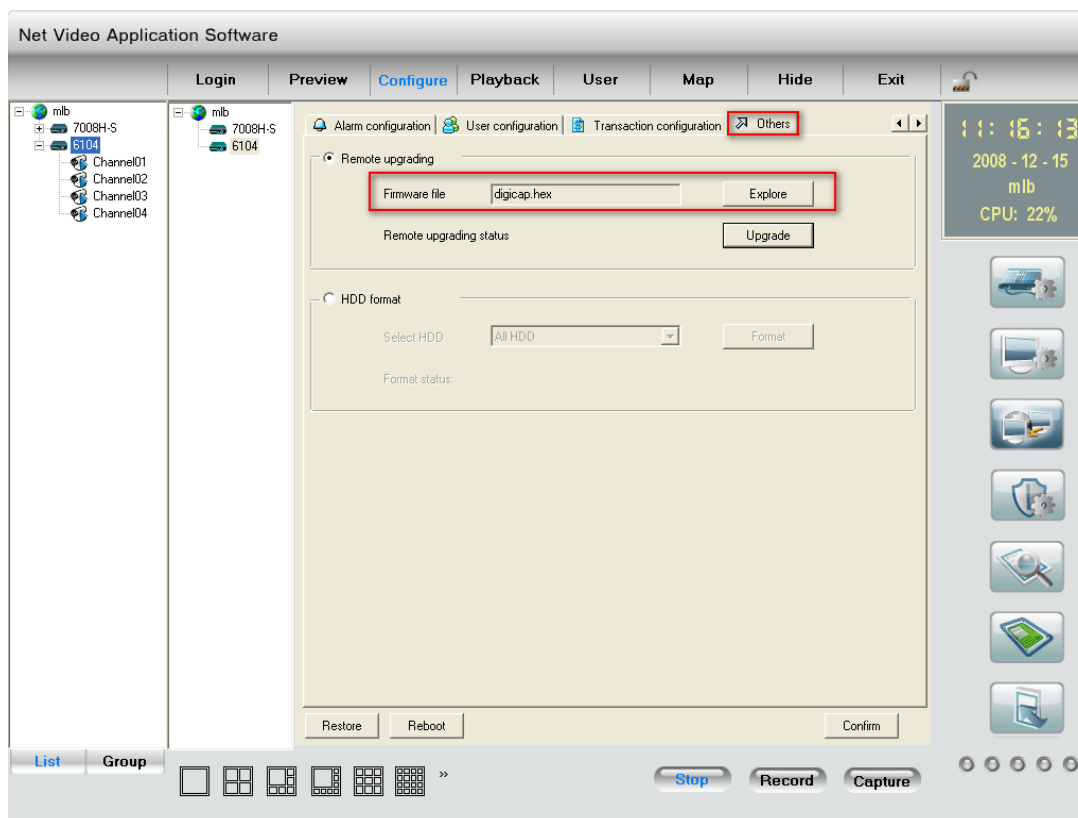 Net Video Application Software
Login Preview Configure Playback User Map Hide Exit
mlb
7008H-S
6104
Channel01
Channel02
Channel03
Channel04
mlb
7008H-S
6104
Alarm configuration User configuration Transaction configuration Others
Remote upgrading
Firmware file digicap.hex Explore
Remote upgrading status Upgrade
HDD format
Select HDD All HDD Format
Format status:
11:16:13
2008 - 12 - 15
mlb
CPU: 22%
Restore Reboot Confirm
List Group
»
Stop Record Capture